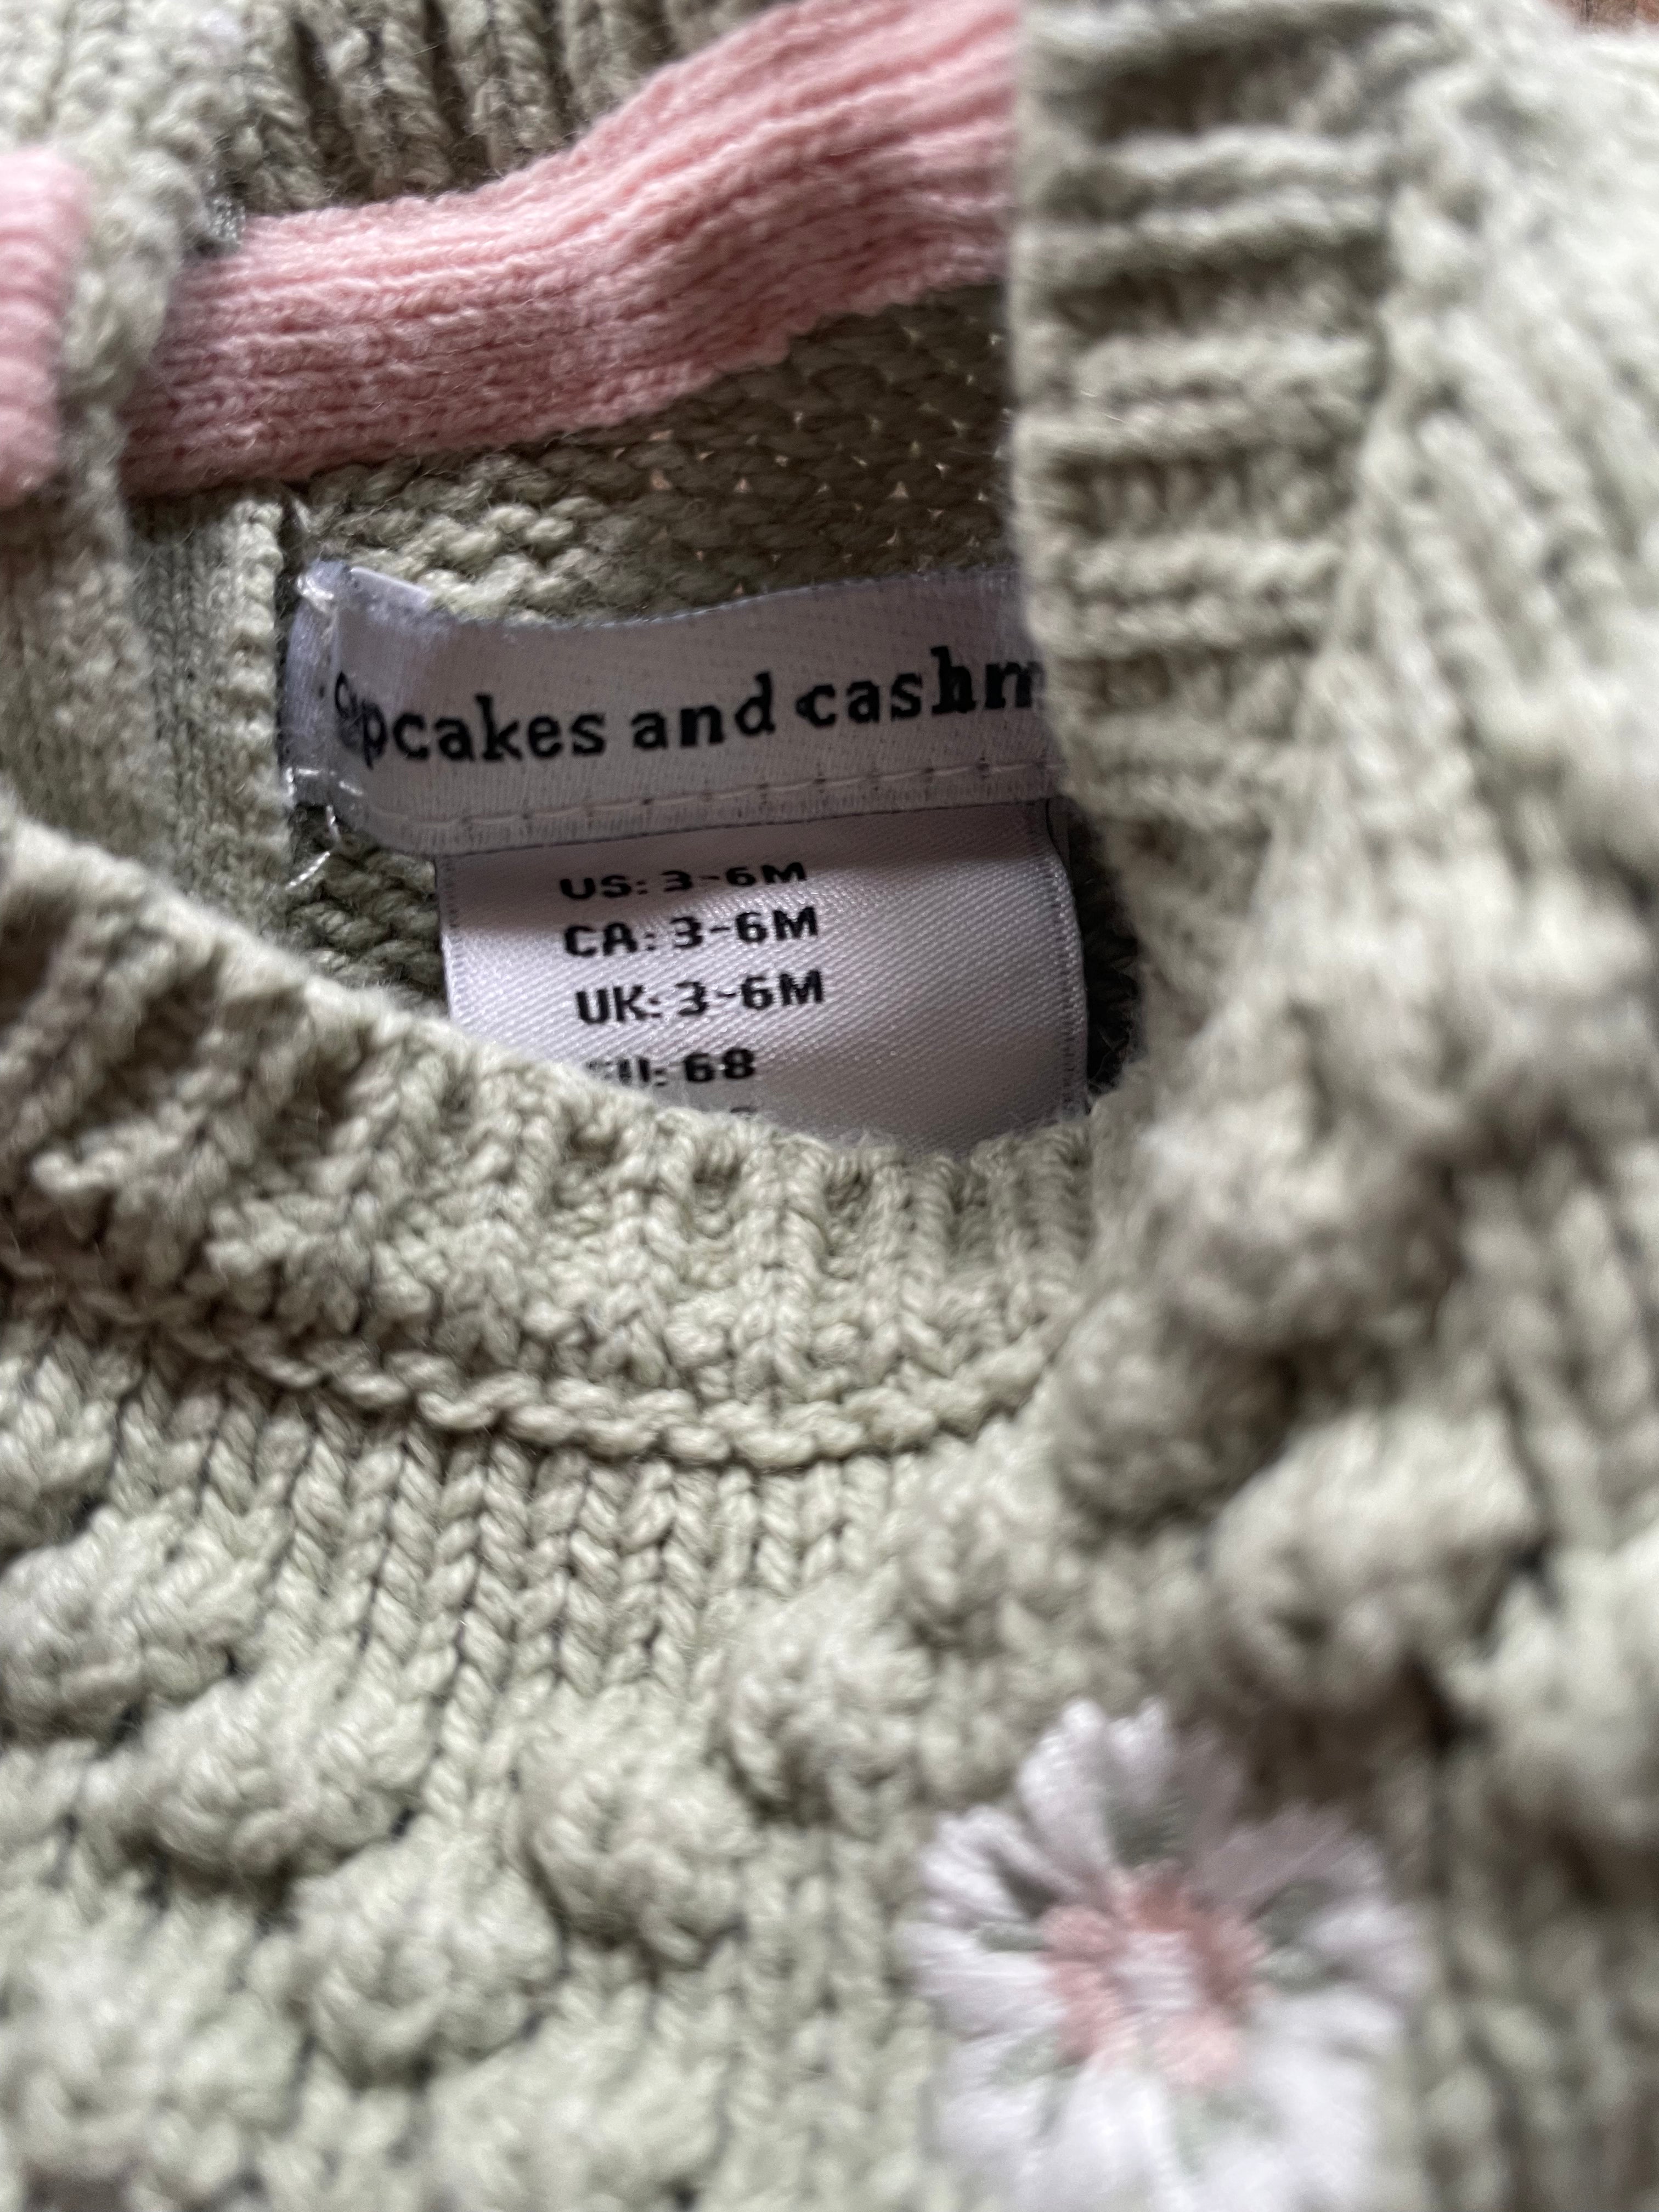 cupcakes and cashm
US: 3-6M
CA: 3-6M
UK: 3-6M
EU: 68